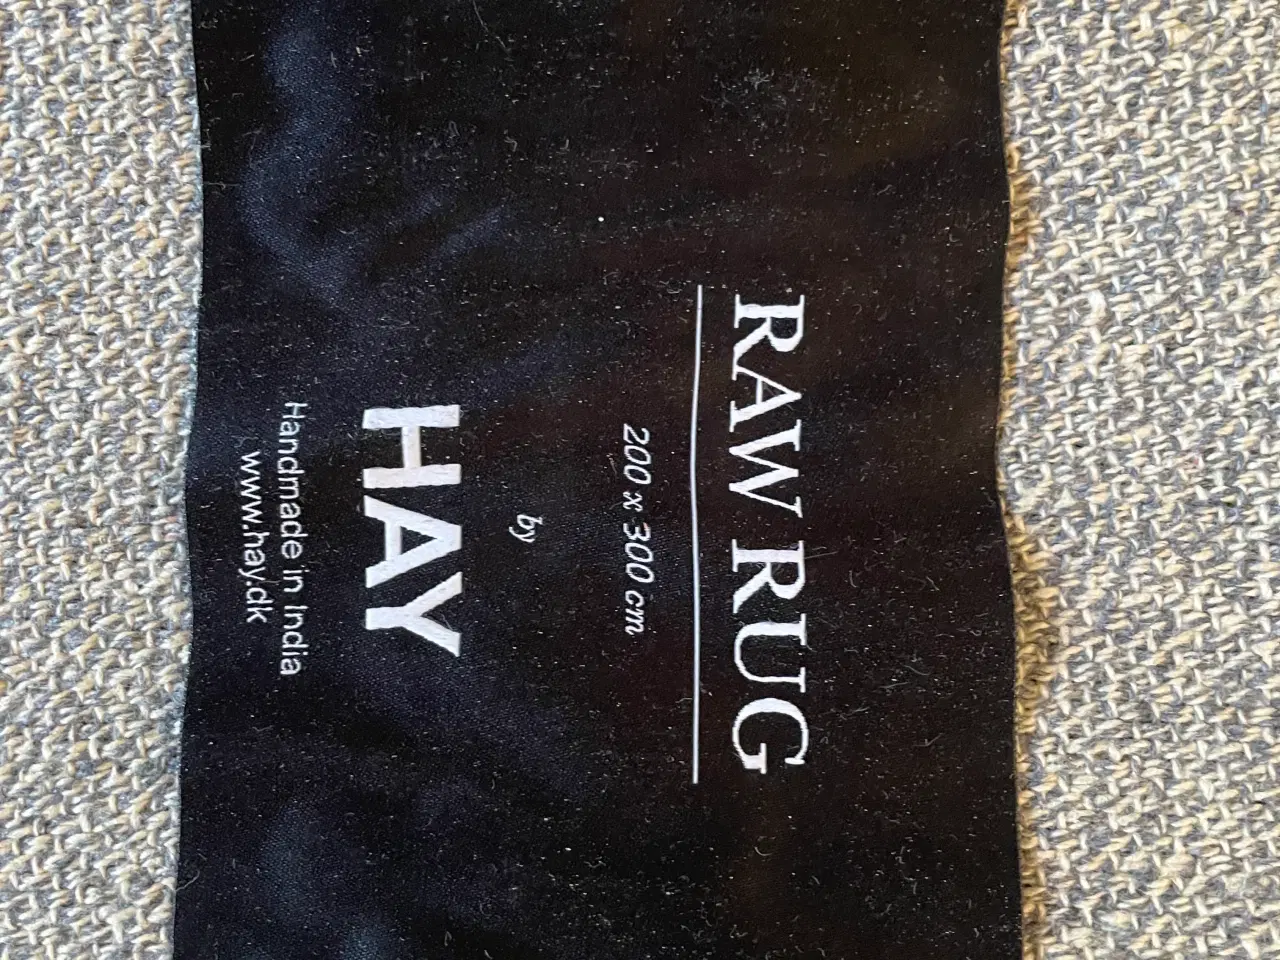 RAW RUG
200 x 300 cm
by
HAY
Handmade in India
www.hay.dk